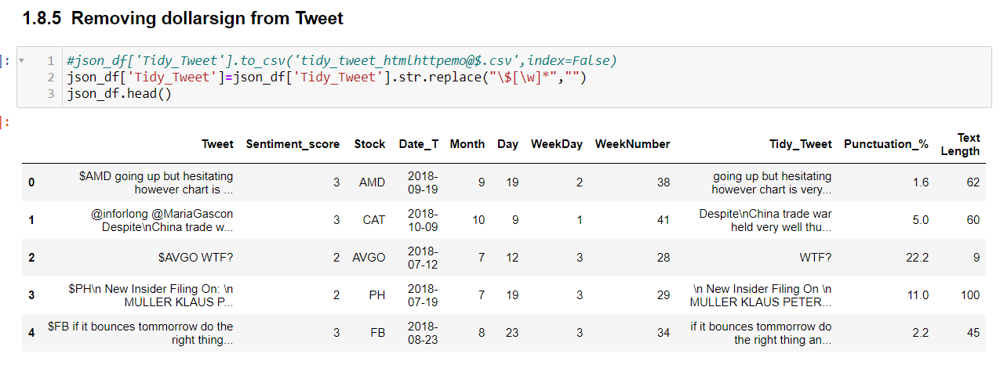 1.8.5 Removing dollarsign from Tweet
]: 1 #json_df['Tidy_Tweet'].to_csv('tidy_tweet_htmlhttpemo@$.csv',index=False)
2 json_df['Tidy_Tweet']=json_df['Tidy_Tweet'].str.replace("\$[\w]*","")
3 json_df.head()
]:
Tweet Sentiment_score Stock Date_T Month Day WeekDay WeekNumber Tidy_Tweet Punctuation_% Text
Length
0 $AMD going up but hesitating 3 AMD 2018- 9 19 2 38 going up but hesitating 1.6 62
however chart is ... 09-19 however chart is very...
1 @inforlong @MariaGascon 3 CAT 2018- 10 9 1 41 Despite\nChina trade war 5.0 60
Despite\nChina trade w... 10-09 held very well thu...
2 $AVGO WTF? 2 AVGO 2018- 7 12 3 28 WTF? 22.2 9
07-12
3 $PH\n New Insider Filing On: \n 2 PH 2018- 7 19 3 29 \n New Insider Filing On \n 11.0 100
MULLER KLAUS P... 07-19 MULLER KLAUS PETER...
4 $FB if it bounces tommorrow do the 3 FB 2018- 8 23 3 34 if it bounces tommorrow do 2.2 45
right thing... 08-23 the right thing an...